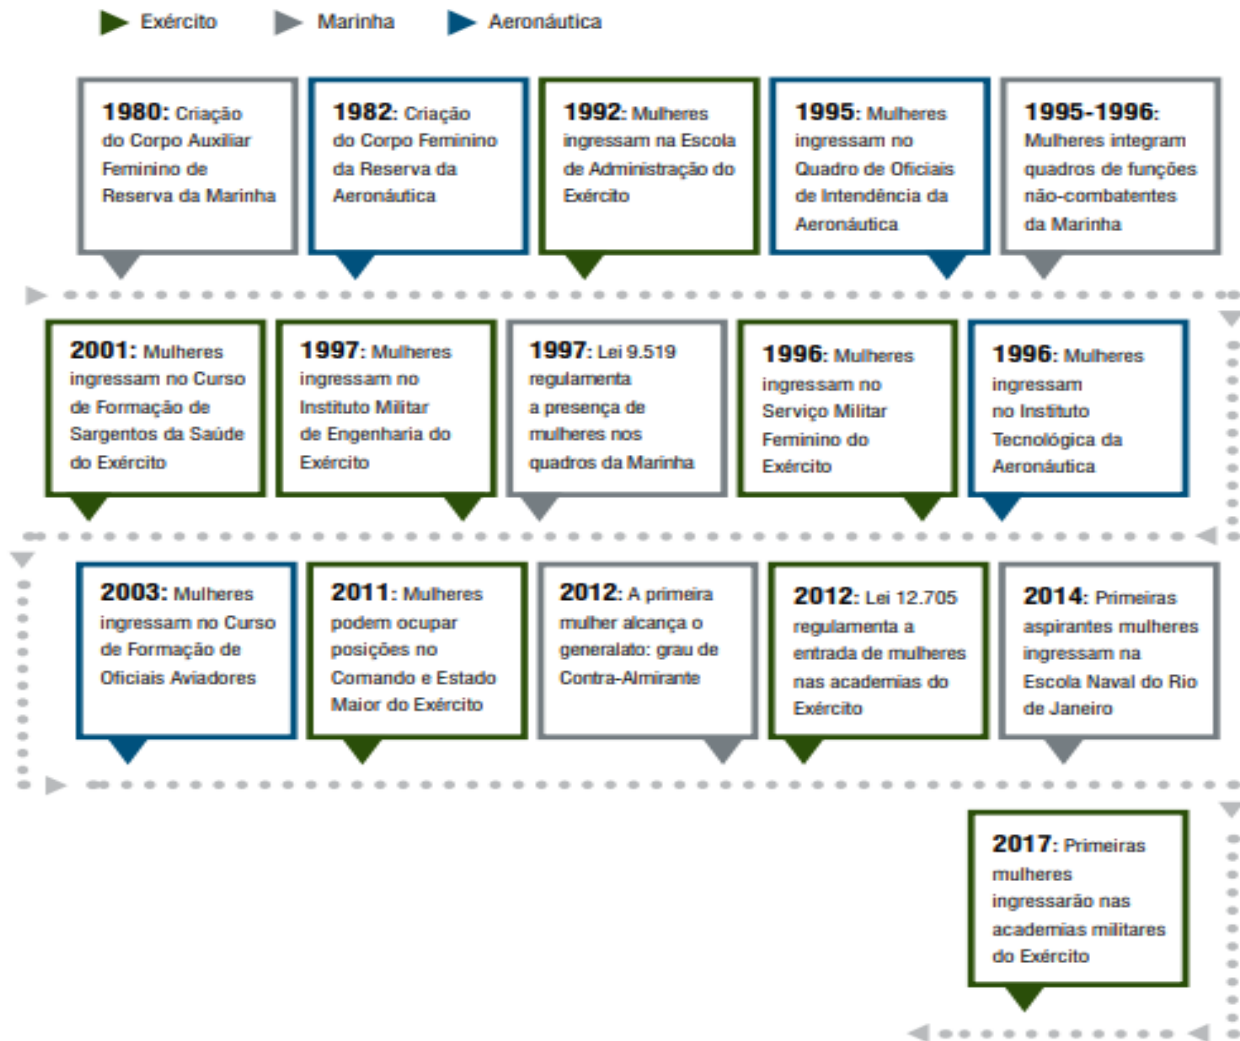 Exército
Marinha
Aeronáutica
1980: Criação
do Corpo Auxiliar
Feminino de
Reserva da Marinha
1982: Criação
do Corpo Feminino
da Reserva da
Aeronáutica
1992: Mulheres
ingressam na Escola
de Administração do
Exército
1995: Mulheres
ingressam no
Quadro de Oficiais
de Intendência da
Aeronáutica
1995-1996:
Mulheres integram
quadros de funções
não-combatentes
da Marinha
1996: Mulheres
ingressam
no Instituto
Tecnológica da
Aeronáutica
1996: Mulheres
ingressam no
Serviço Militar
Feminino do
Exército
1997: Lei 9.519
regulamenta
a presença de
mulheres nos
quadros da Marinha
1997: Mulheres
ingressam no
Instituto Militar
de Engenharia do
Exército
2001: Mulheres
ingressam no Curso
de Formação de
Sargentos da Saúde
do Exército
2003: Mulheres
ingressam no Curso
de Formação de
Oficiais Aviadores
2011: Mulheres
podem ocupar
posições no
Comando e Estado
Maior do Exército
2012: A primeira
mulher alcança o
generalato: grau de
Contra-Almirante
2012: Lei 12.705
regulamenta a
entrada de mulheres
nas academias do
Exército
2014: Primeiras
aspirantes mulheres
ingressam na
Escola Naval do Rio
de Janeiro
2017: Primeiras
mulheres
ingressarão nas
academias militares
do Exército